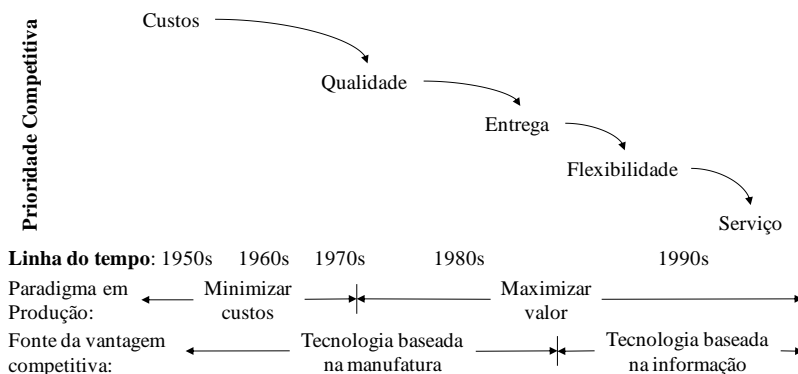 Prioridade Competitiva
Custos
Qualidade
Entrega
Flexibilidade
Serviço
Linha do tempo: 1950s 1960s 1970s 1980s 1990s
Paradigma em Produção:
Minimizar custos
Maximizar valor
Fonte da vantagem competitiva:
Tecnologia baseada na manufatura
Tecnologia baseada na informação